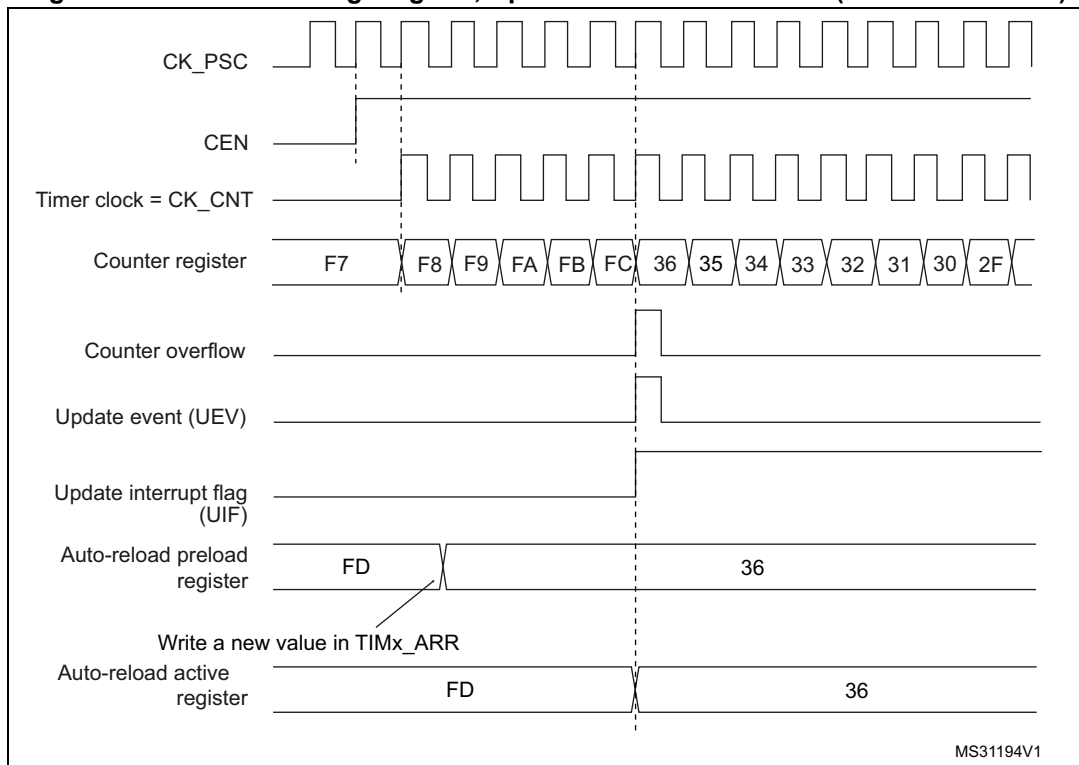 CK_PSC
CEN
Timer clock = CK_CNT
Counter register F7 F8 F9 FA FB FC 36 35 34 33 32 31 30 2F
Counter overflow
Update event (UEV)
Update interrupt flag
(UIF)
Auto-reload preload
register
FD 36
Write a new value in TIMx_ARR
Auto-reload active
register
FD 36
MS31194V1